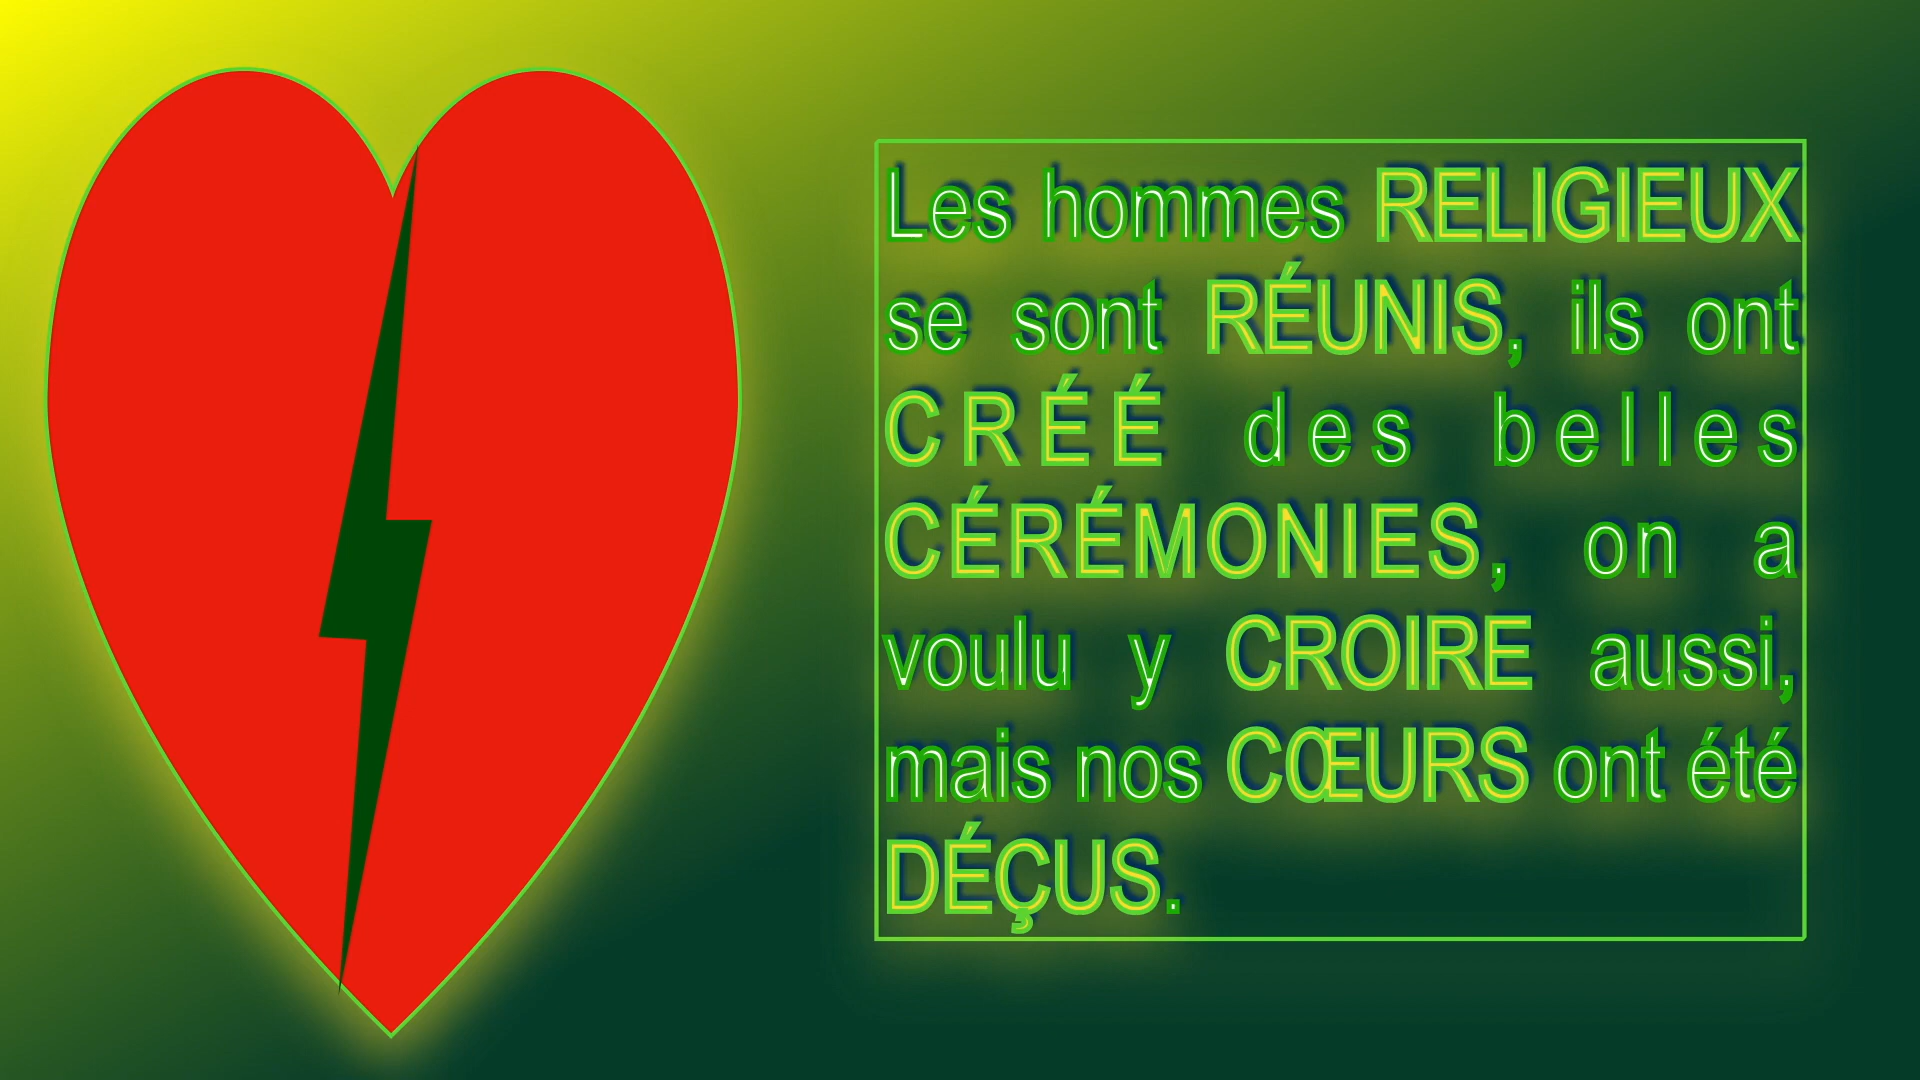 Les hommes RELIGIEUX
se sont RÉUNIS, ils ont
CRÉÉ des belles
CÉRÉMONIES, on a
voulu y CROIRE aussi,
mais nos CŒURS ont été
DÉÇUS.